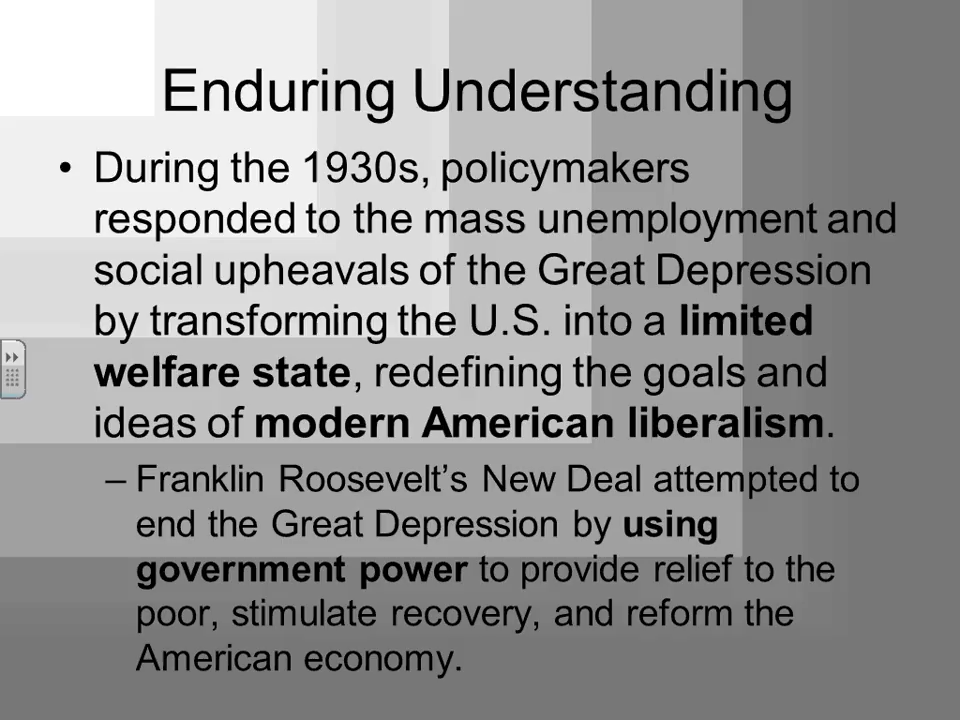 Enduring Understanding
• During the 1930s, policymakers
responded to the mass unemployment and
social upheavals of the Great Depression
by transforming the U.S. into a limited
welfare state, redefining the goals and
ideas of modern American liberalism.
– Franklin Roosevelt’s New Deal attempted to
end the Great Depression by using
government power to provide relief to the
poor, stimulate recovery, and reform the
American economy.